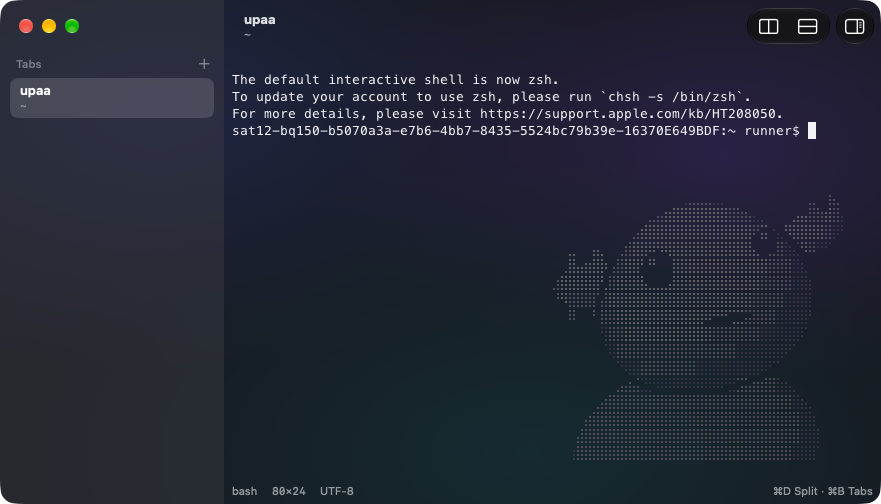 upaa
~
Tabs
upaa
~
The default interactive shell is now zsh.
To update your account to use zsh, please run `chsh -s /bin/zsh`.
For more details, please visit https://support.apple.com/kb/HT208050.
sat12-bq150-b5070a3a-e7b6-4bb7-8435-5524bc79b39e-16370E649BDF:~ runner$
bash 80×24 UTF-8
⌘D Split · ⌘B Tabs